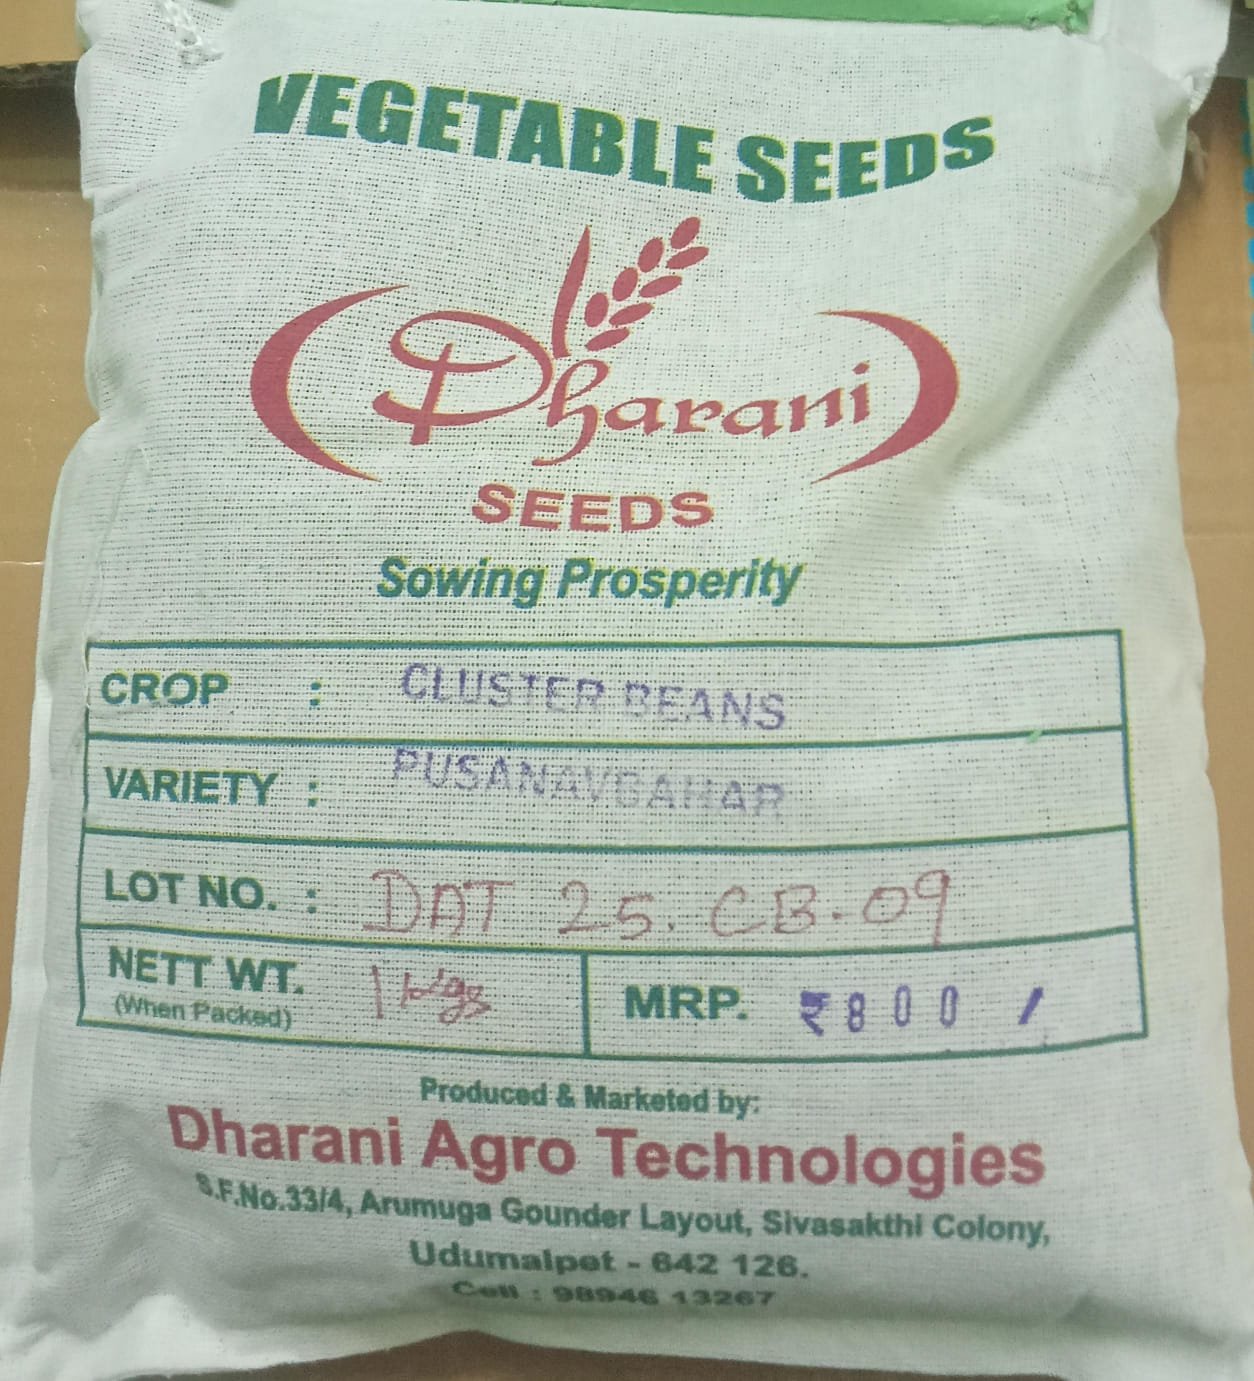 VEGETABLE SEEDS
Dharani
SEEDS
Sowing Prosperity
CROP : CLUSTER BEANS
VARIETY : PUSANAVBAHAR
LOT NO. : DAT 25. CB. 09
NETT WT. 1 kgs
(When Packed)
MRP. ₹800 /
Produced & Marketed by:
Dharani Agro Technologies
S.F.No.33/4, Arumuga Gounder Layout, Sivasakthi Colony,
Udumalpet - 642 126.
Cell : 98946 13267